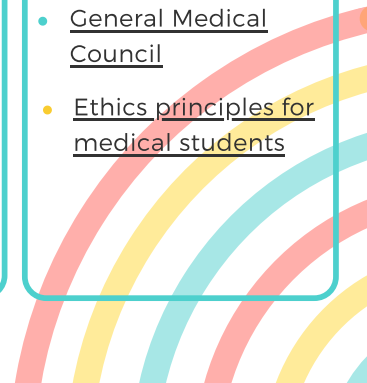 General Medical
Council
Ethics principles for
medical students